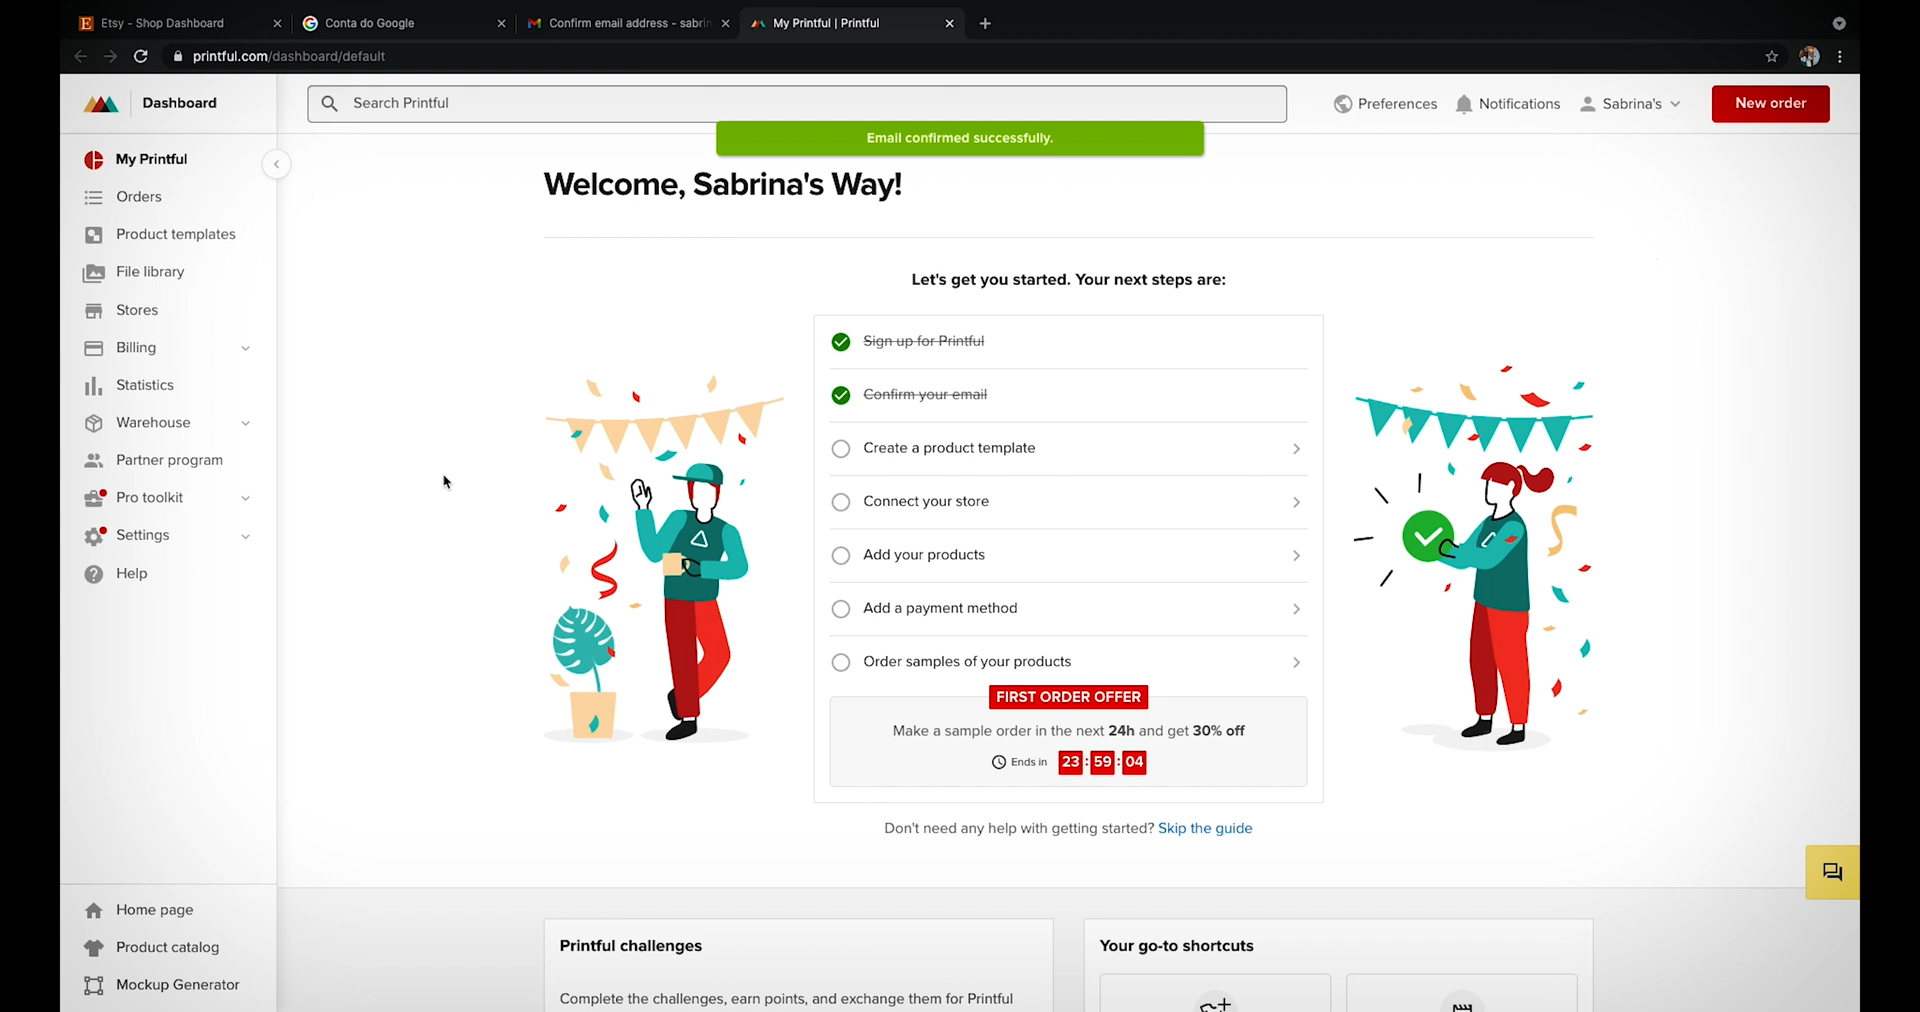 Etsy - Shop Dashboard
Conta do Google
Confirm email address - sabri
My Printful | Printful
printful.com/dashboard/default
Dashboard
Search Printful
Preferences
Notifications
Sabrina's
New order
Email confirmed successfully.
My Printful
Orders
Product templates
File library
Stores
Billing
Statistics
Warehouse
Partner program
Pro toolkit
Settings
Help
Welcome, Sabrina's Way!
Let's get you started. Your next steps are:
Sign up for Printful
Confirm your email
Create a product template
Connect your store
Add your products
Add a payment method
Order samples of your products
FIRST ORDER OFFER
Make a sample order in the next 24h and get 30% off
Ends in 23 : 59 : 04
Don't need any help with getting started? Skip the guide
Home page
Product catalog
Mockup Generator
Printful challenges
Complete the challenges, earn points, and exchange them for Printful
Your go-to shortcuts